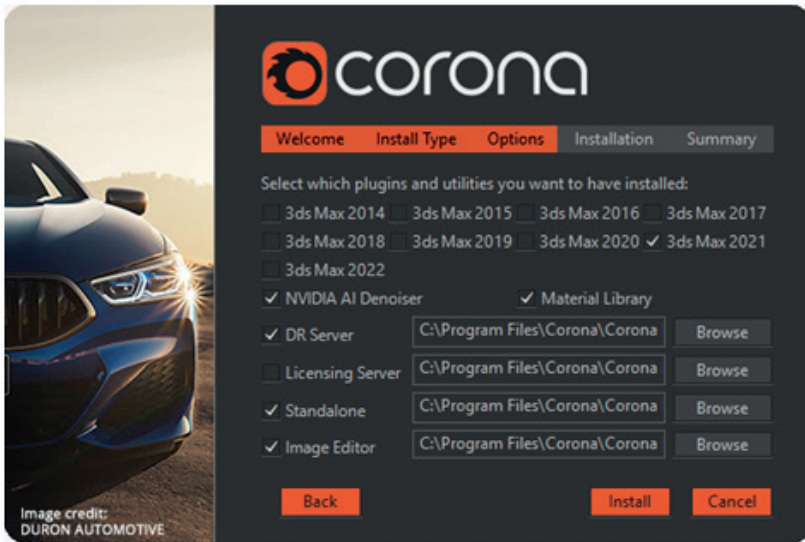 corona
Welcome Install Type Options Installation Summary
Select which plugins and utilities you want to have installed:
3ds Max 2014 3ds Max 2015 3ds Max 2016 3ds Max 2017
3ds Max 2018 3ds Max 2019 3ds Max 2020 3ds Max 2021
3ds Max 2022
NVIDIA AI Denoiser Material Library
DR Server C:\Program Files\Corona\Corona Browse
Licensing Server C:\Program Files\Corona\Corona Browse
Standalone C:\Program Files\Corona\Corona Browse
Image Editor C:\Program Files\Corona\Corona Browse
Back Install Cancel
Image credit:
DURON AUTOMOTIVE